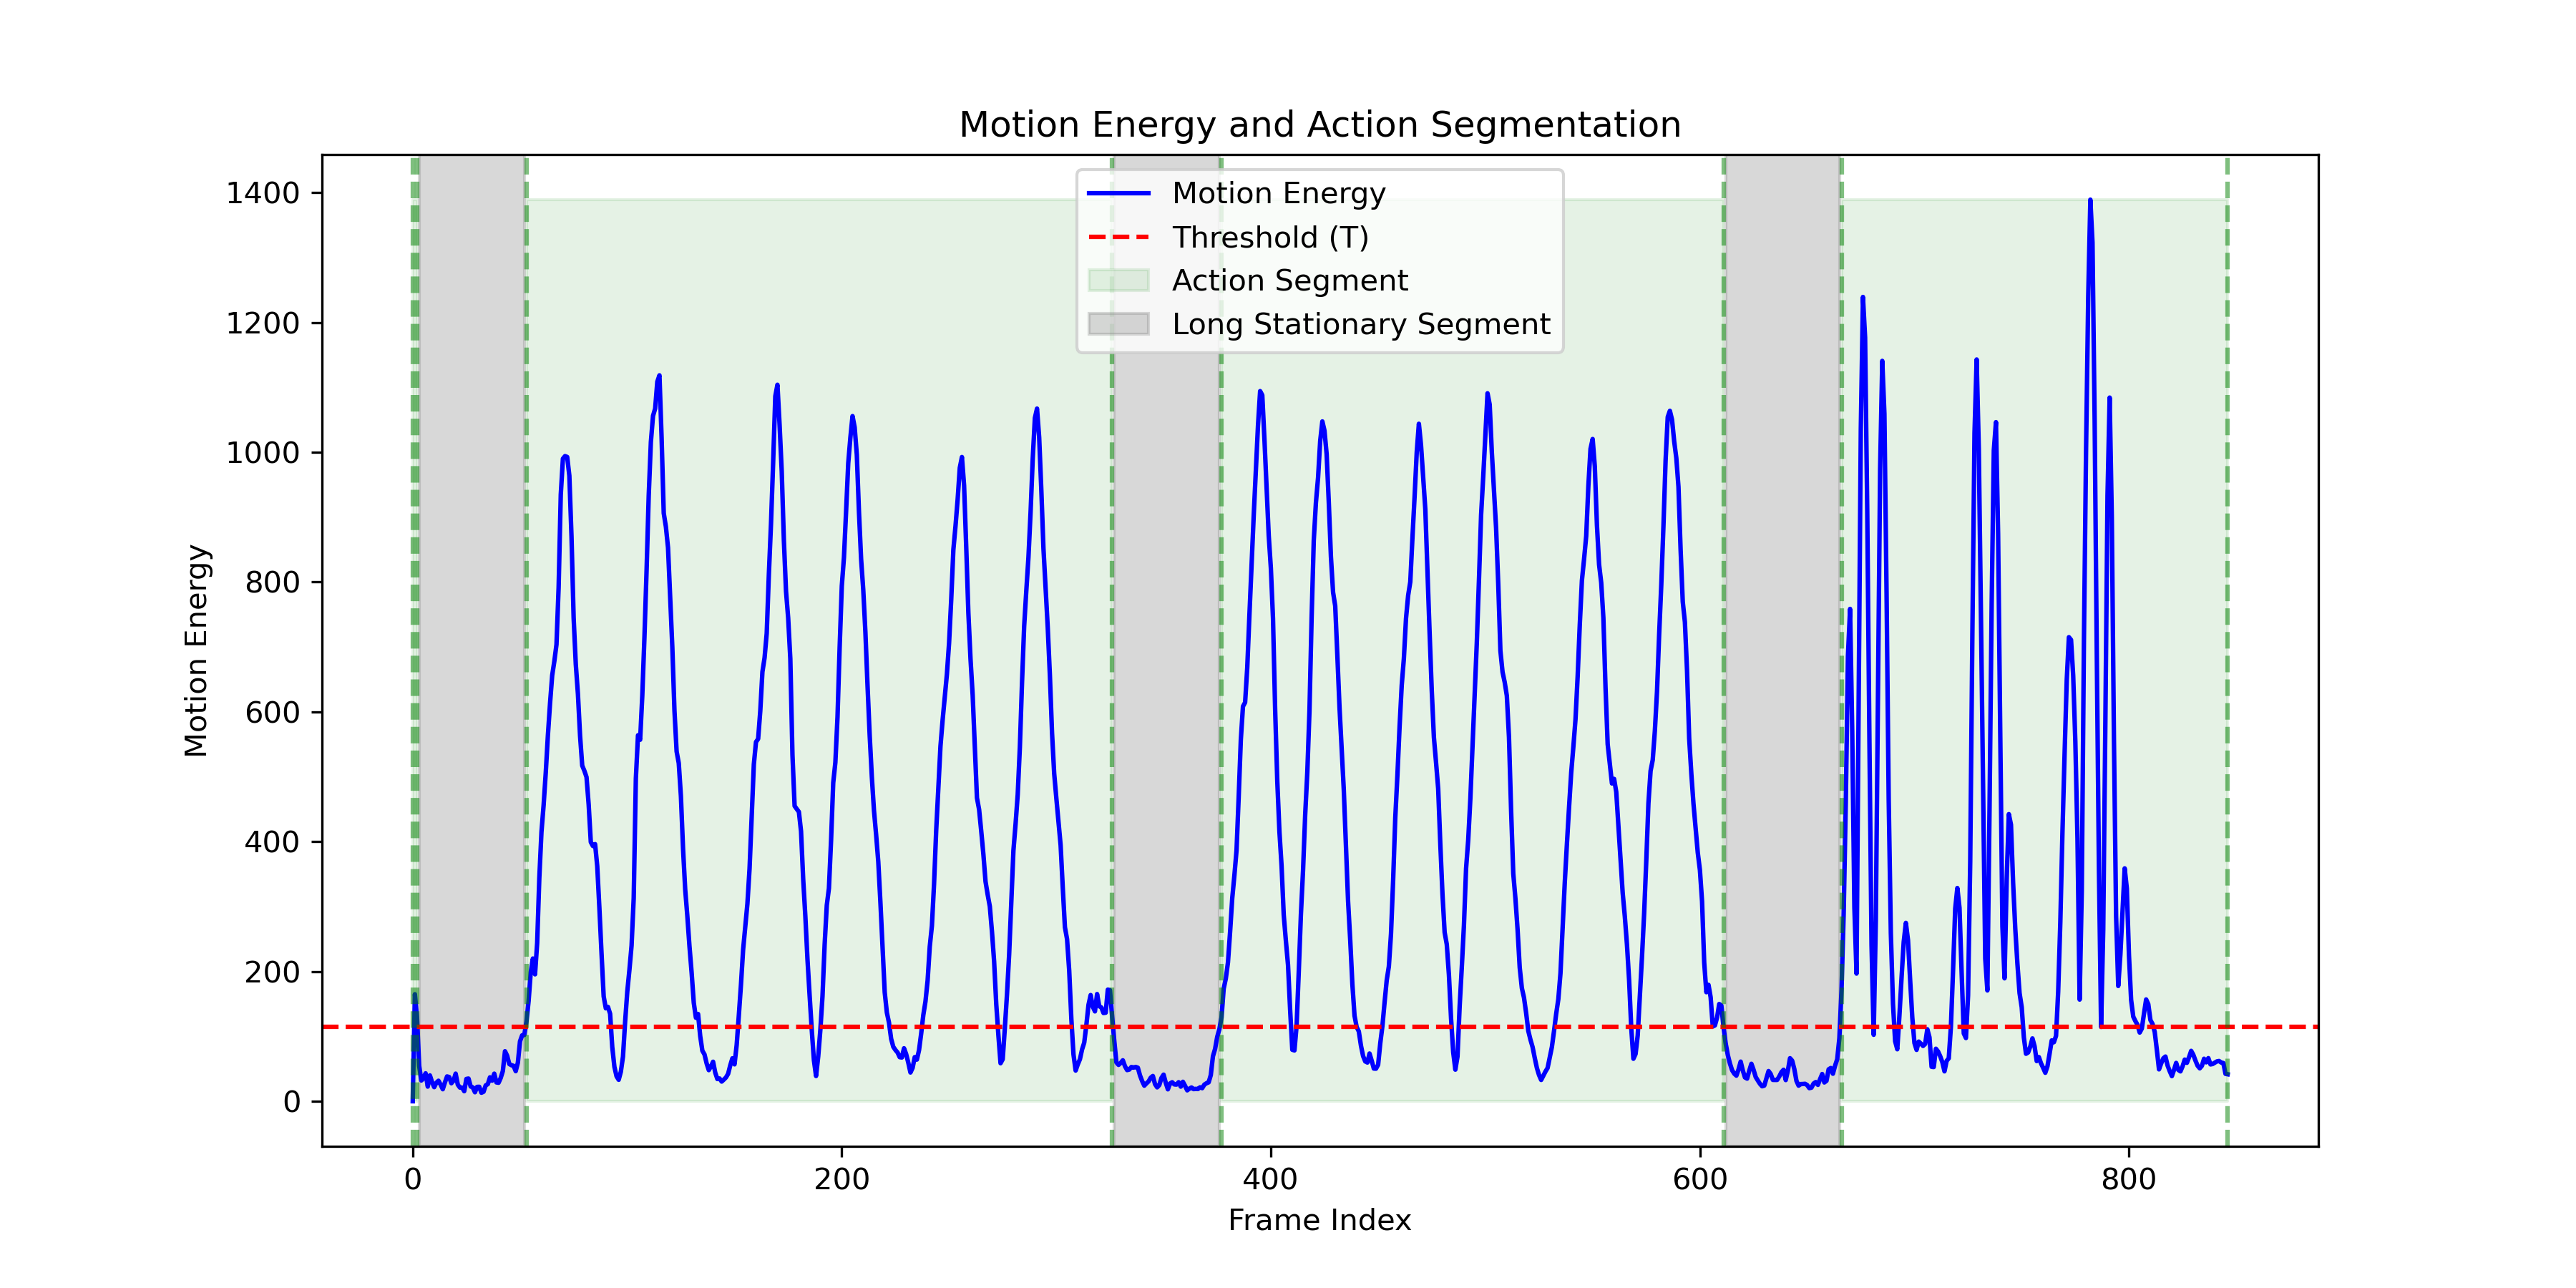 Motion Energy and Action Segmentation
Motion Energy
Threshold (T)
Action Segment
Long Stationary Segment
1400
1200
1000
800
600
400
200
0
Motion Energy
0
200
400
600
800
Frame Index